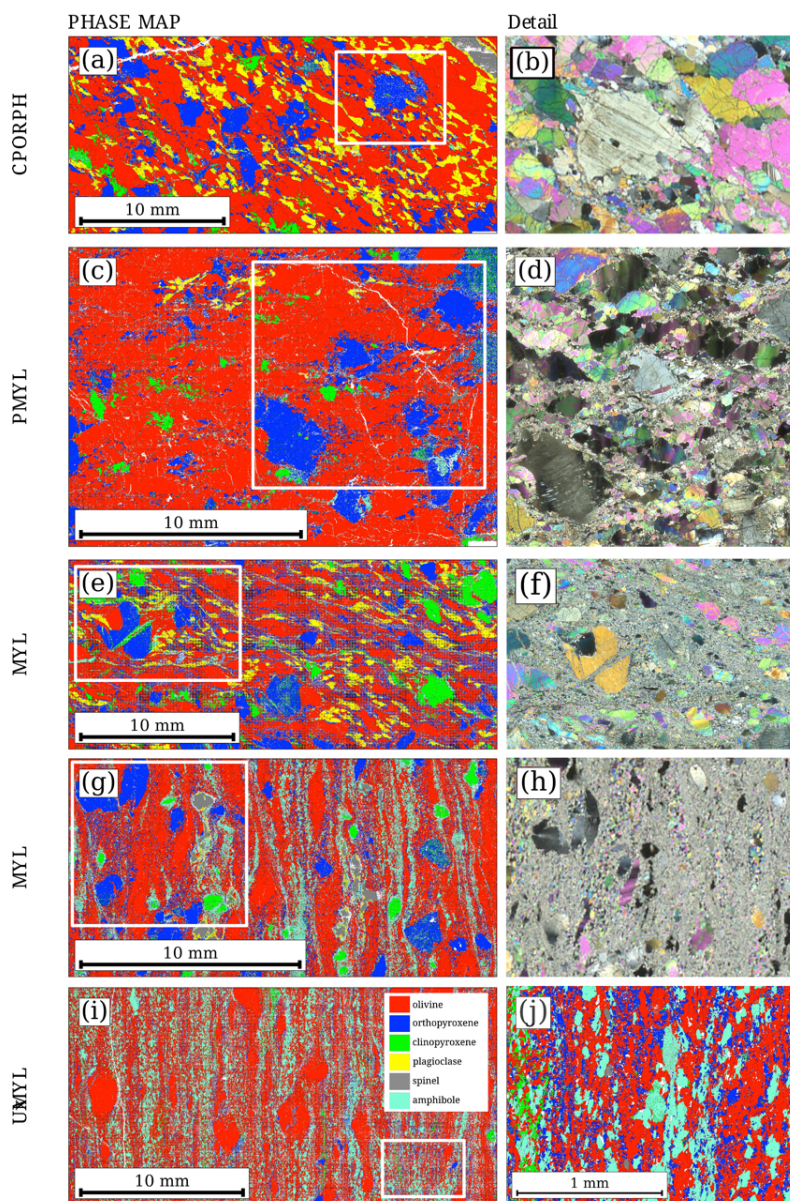 PHASE MAP Detail
CPORPH
(a)
10 mm
(b)
PMYL
(c)
10 mm
(d)
MYL
(e)
10 mm
(f)
MYL
(g)
10 mm
(h)
(i)
olivine
orthopyroxene
clinopyroxene
plagioclase
spinel
amphibole
10 mm
(j)
1 mm